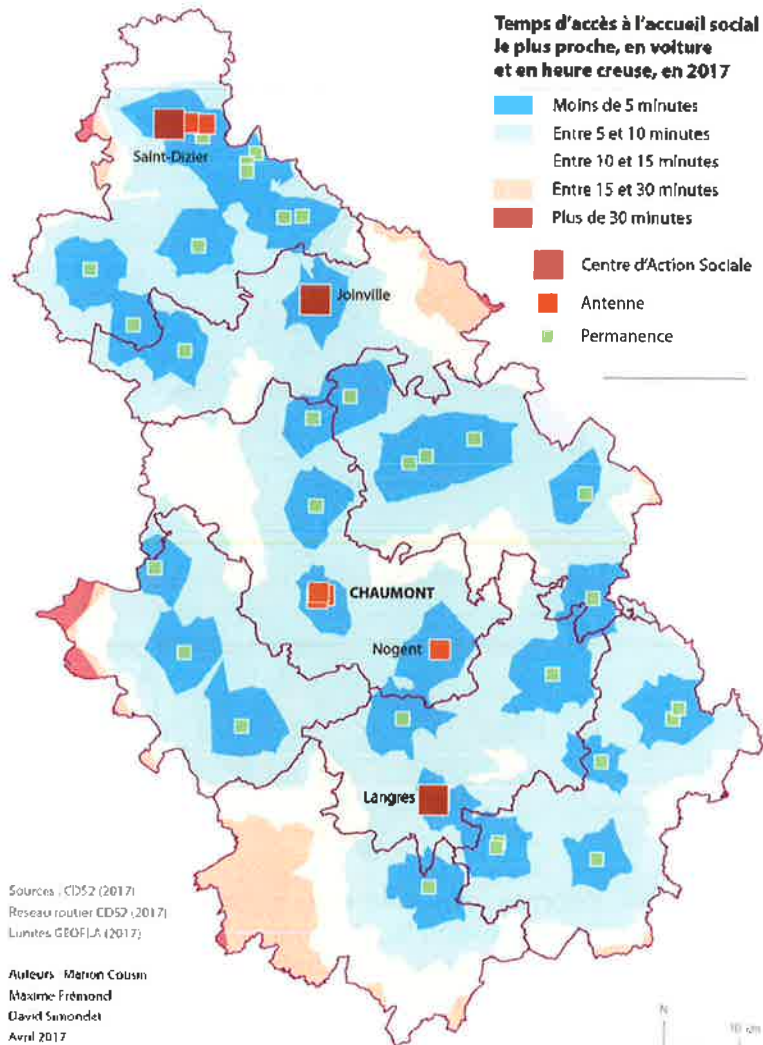 Temps d'accès à l'accueil social
le plus proche, en voiture
et en heure creuse, en 2017
Moins de 5 minutes
Entre 5 et 10 minutes
Entre 10 et 15 minutes
Entre 15 et 30 minutes
Plus de 30 minutes
Centre d'Action Sociale
Antenne
Permanence
Saint-Dizier
Joinville
CHAUMONT
Nogent
Langres
Sources : CD52 (2017)
Reseau routier CD52 (2017)
Limites GEOFLA (2017)
Auteurs : Marion Cousin
Maxime Frémond
David Simondet
Avril 2017
N
10 km